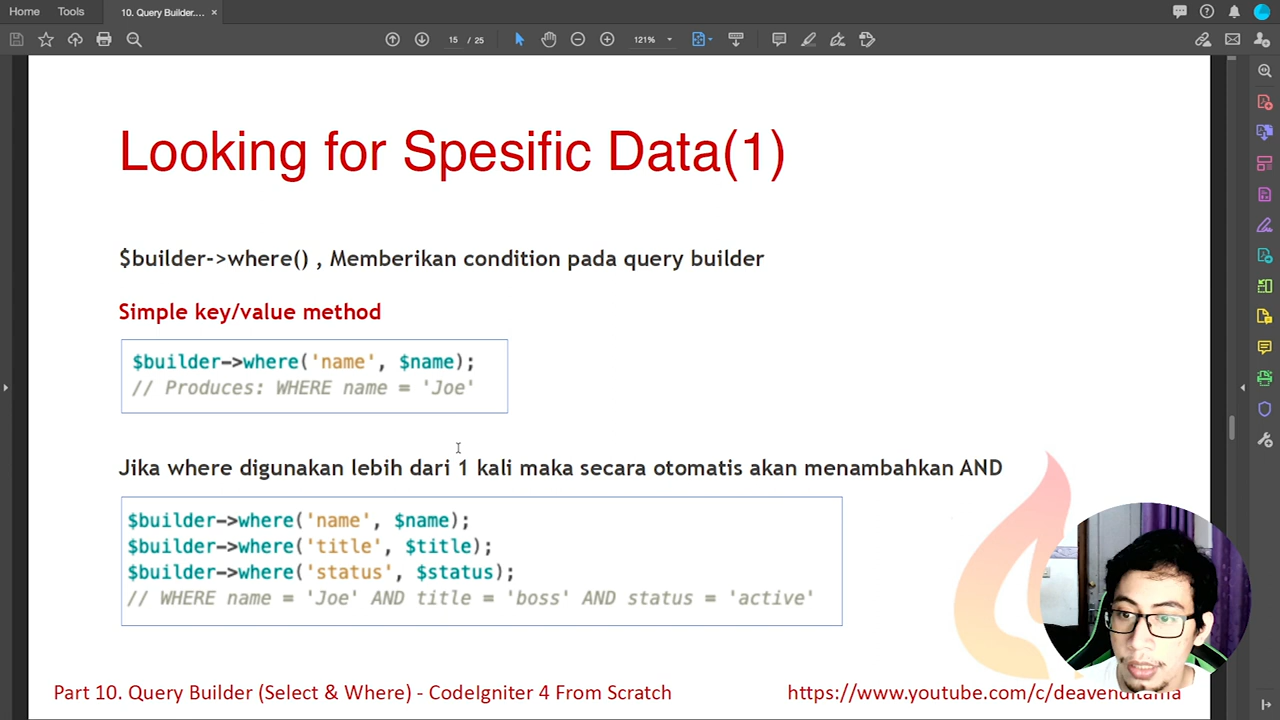 Home Tools 10. Query Builder.... ×
15 / 25 121%
Looking for Spesific Data(1)
$builder->where() , Memberikan condition pada query builder
Simple key/value method
$builder->where('name', $name);
// Produces: WHERE name = 'Joe'
Jika where digunakan lebih dari 1 kali maka secara otomatis akan menambahkan AND
$builder->where('name', $name);
$builder->where('title', $title);
$builder->where('status', $status);
// WHERE name = 'Joe' AND title = 'boss' AND status = 'active'
Part 10. Query Builder (Select & Where) - CodeIgniter 4 From Scratch
https://www.youtube.com/c/deavenditama